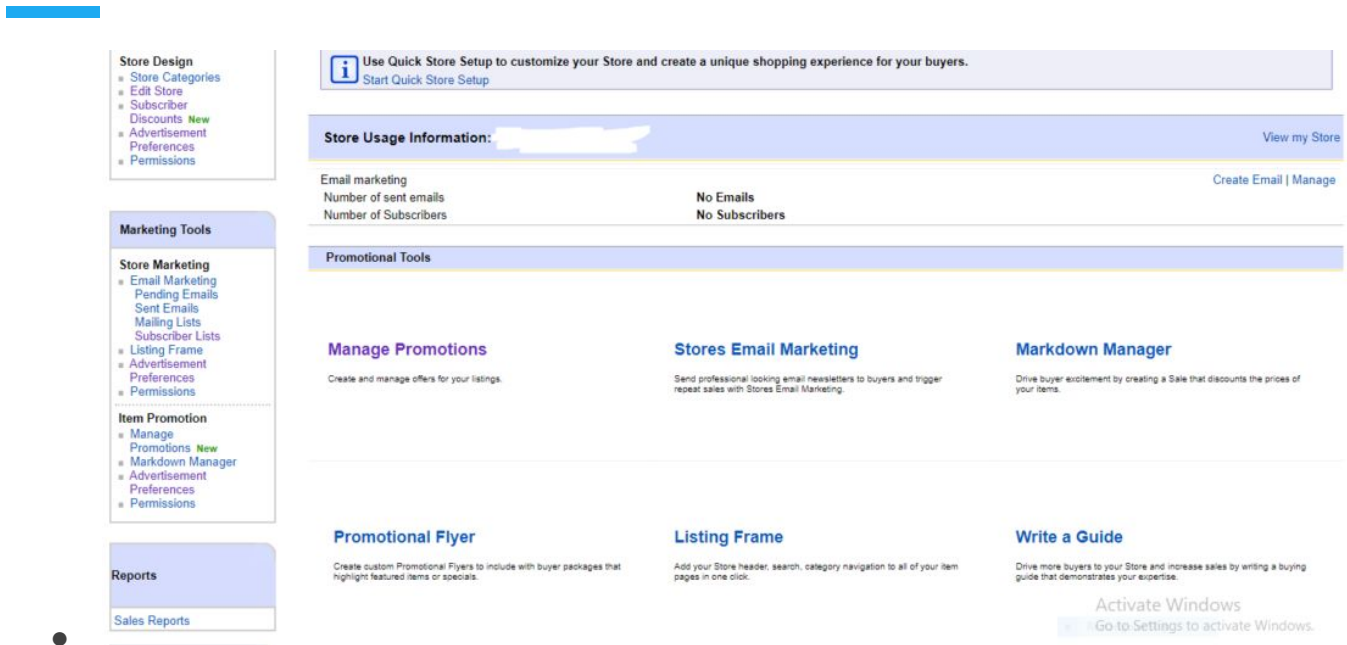 Store Design
Store Categories
Edit Store
Subscriber
Discounts New
Advertisement
Preferences
Permissions
Marketing Tools
Store Marketing
Email Marketing
Pending Emails
Sent Emails
Mailing Lists
Subscriber Lists
Listing Frame
Advertisement
Preferences
Permissions
Item Promotion
Manage
Promotions New
Markdown Manager
Advertisement
Preferences
Permissions
Reports
Sales Reports
i
Use Quick Store Setup to customize your Store and create a unique shopping experience for your buyers.
Start Quick Store Setup
Store Usage Information: View my Store
Email marketing Create Email | Manage
Number of sent emails No Emails
Number of Subscribers No Subscribers
Promotional Tools
Manage Promotions
Create and manage offers for your listings.
Stores Email Marketing
Send professional looking email newsletters to buyers and trigger
repeat sales with Stores Email Marketing.
Markdown Manager
Drive buyer excitement by creating a Sale that discounts the prices of
your items.
Promotional Flyer
Create custom Promotional Flyers to include with buyer packages that
highlight featured items or specials.
Listing Frame
Add your Store header, search, category navigation to all of your item
pages in one click.
Write a Guide
Drive more buyers to your Store and increase sales by writing a buying
guide that demonstrates your expertise.
Activate Windows
Go to Settings to activate Windows.